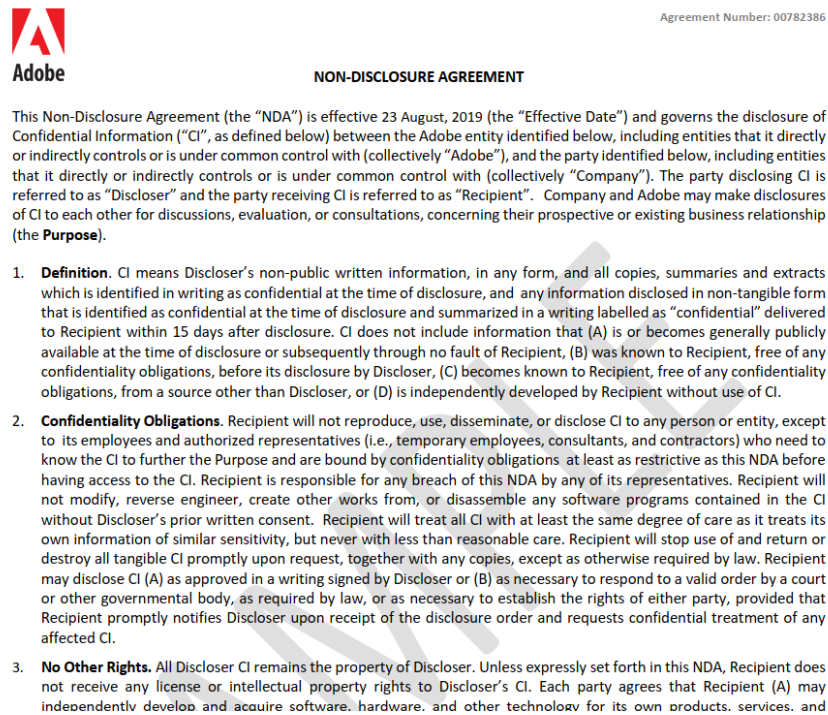 Agreement Number: 00782386
Adobe
NON-DISCLOSURE AGREEMENT
This Non-Disclosure Agreement (the “NDA”) is effective 23 August, 2019 (the “Effective Date”) and governs the disclosure of
Confidential Information (“CI”, as defined below) between the Adobe entity identified below, including entities that it directly
or indirectly controls or is under common control with (collectively “Adobe”), and the party identified below, including entities
that it directly or indirectly controls or is under common control with (collectively “Company”). The party disclosing CI is
referred to as “Discloser” and the party receiving CI is referred to as “Recipient”. Company and Adobe may make disclosures
of CI to each other for discussions, evaluation, or consultations, concerning their prospective or existing business relationship
(the Purpose).
1. Definition. CI means Discloser’s non-public written information, in any form, and all copies, summaries and extracts
which is identified in writing as confidential at the time of disclosure, and any information disclosed in non-tangible form
that is identified as confidential at the time of disclosure and summarized in a writing labelled as “confidential” delivered
to Recipient within 15 days after disclosure. CI does not include information that (A) is or becomes generally publicly
available at the time of disclosure or subsequently through no fault of Recipient, (B) was known to Recipient, free of any
confidentiality obligations, before its disclosure by Discloser, (C) becomes known to Recipient, free of any confidentiality
obligations, from a source other than Discloser, or (D) is independently developed by Recipient without use of CI.
2. Confidentiality Obligations. Recipient will not reproduce, use, disseminate, or disclose CI to any person or entity, except
to its employees and authorized representatives (i.e., temporary employees, consultants, and contractors) who need to
know the CI to further the Purpose and are bound by confidentiality obligations at least as restrictive as this NDA before
having access to the CI. Recipient is responsible for any breach of this NDA by any of its representatives. Recipient will
not modify, reverse engineer, create other works from, or disassemble any software programs contained in the CI
without Discloser’s prior written consent. Recipient will treat all CI with at least the same degree of care as it treats its
own information of similar sensitivity, but never with less than reasonable care. Recipient will stop use of and return or
destroy all tangible CI promptly upon request, together with any copies, except as otherwise required by law. Recipient
may disclose CI (A) as approved in a writing signed by Discloser or (B) as necessary to respond to a valid order by a court
or other governmental body, as required by law, or as necessary to establish the rights of either party, provided that
Recipient promptly notifies Discloser upon receipt of the disclosure order and requests confidential treatment of any
affected CI.
3. No Other Rights. All Discloser CI remains the property of Discloser. Unless expressly set forth in this NDA, Recipient does
not receive any license or intellectual property rights to Discloser’s CI. Each party agrees that Recipient (A) may
independently develop and acquire software, hardware, and other technology for its own products, services, and